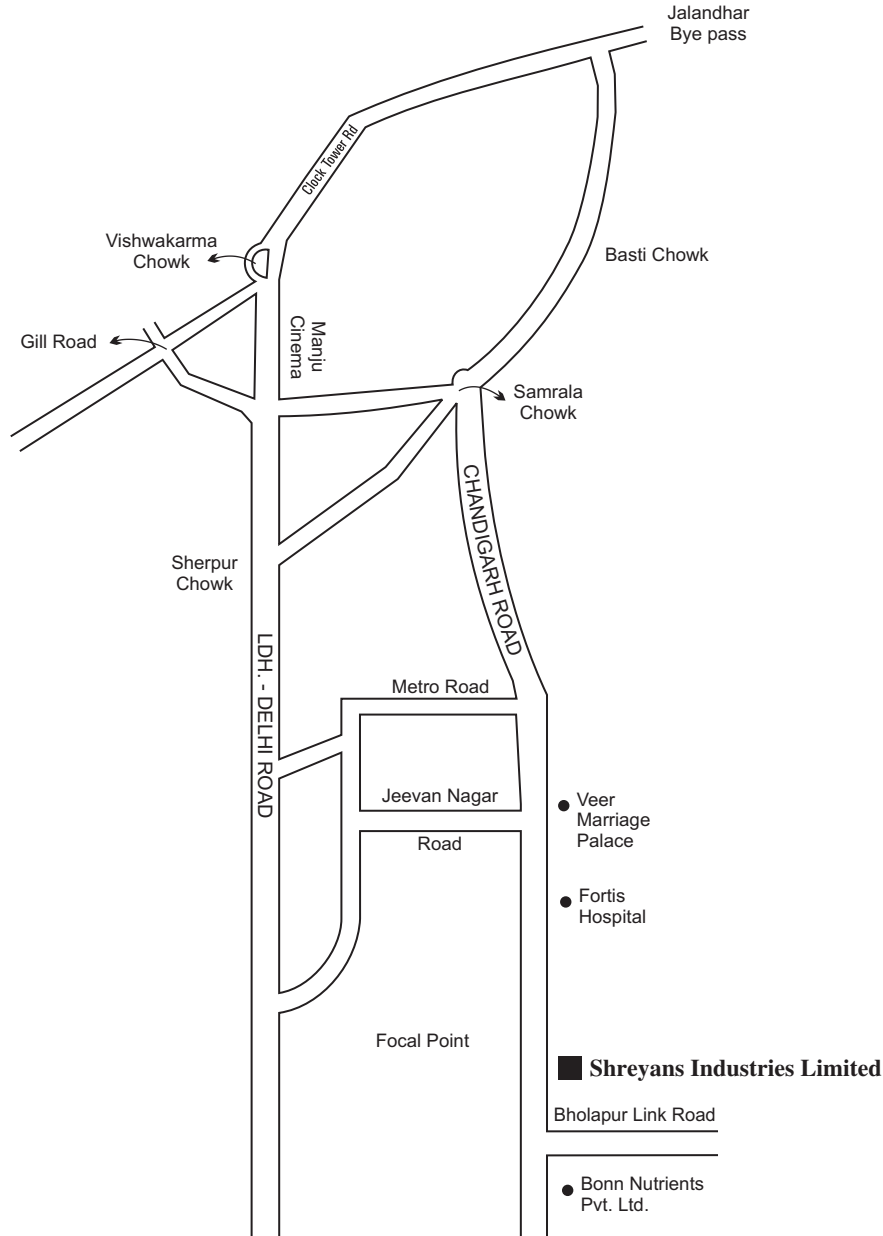 Jalandhar
Bye pass
Clock Tower Rd
Vishwakarma
Chowk
Basti Chowk
Gill Road
Manju
Cinema
Samrala
Chowk
CHANDIGARH ROAD
Sherpur
Chowk
LDH. - DELHI ROAD
Metro Road
Jeevan Nagar
Road
Veer
Marriage
Palace
Fortis
Hospital
Focal Point
Shreyans Industries Limited
Bholapur Link Road
Bonn Nutrients
Pvt. Ltd.